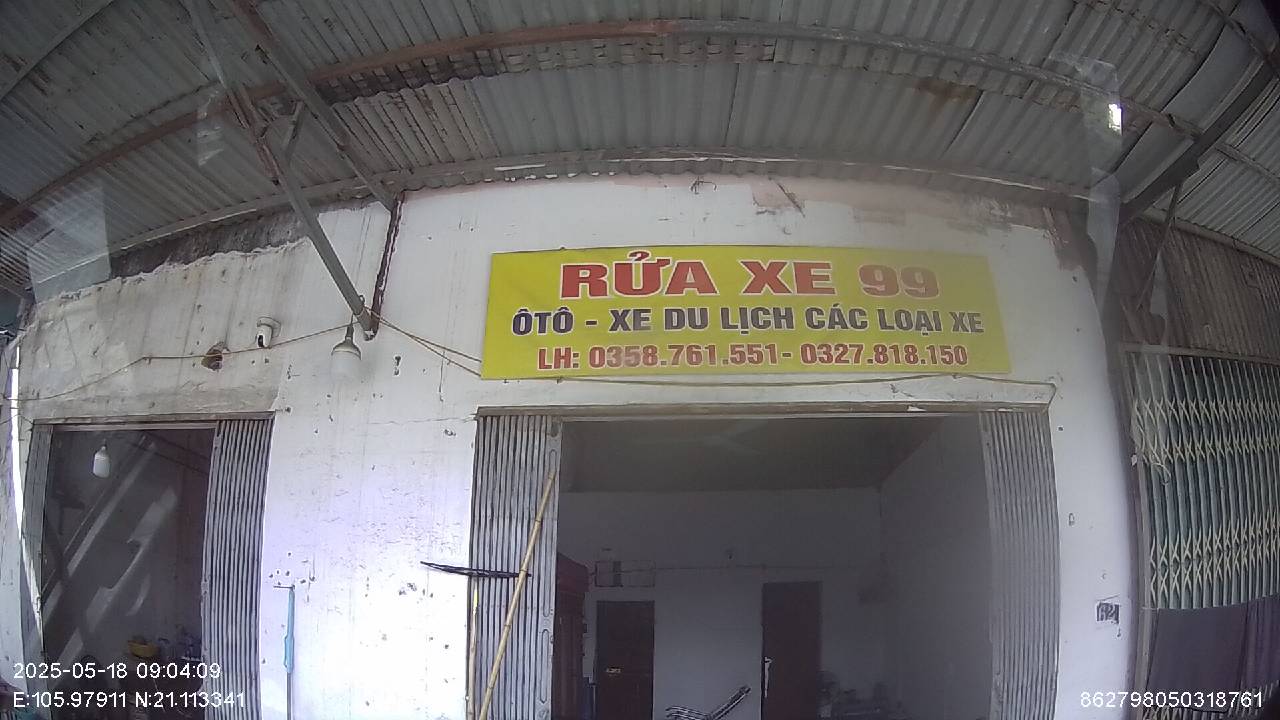 RỬA XE 99
ÔTÔ - XE DU LỊCH CÁC LOẠI XE
LH: 0358.761.551- 0327.818.150
2025-05-18 09:04:09
E:105.97911 N:21.113341
862798050318761